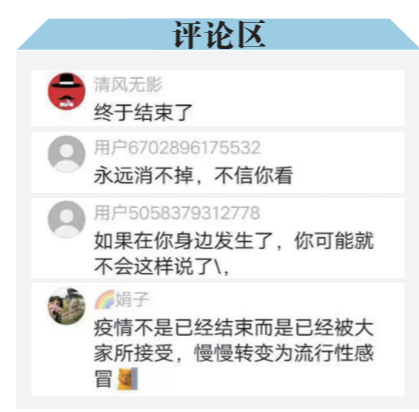 评论区
清风无影
终于结束了
用户6702896175532
永远消不掉，不信你看
用户5058379312778
如果在你身边发生了，你可能就
不会这样说了\,
🌈娟子
疫情不是已经结束而是已经被大
家所接受，慢慢转变为流行性感
冒